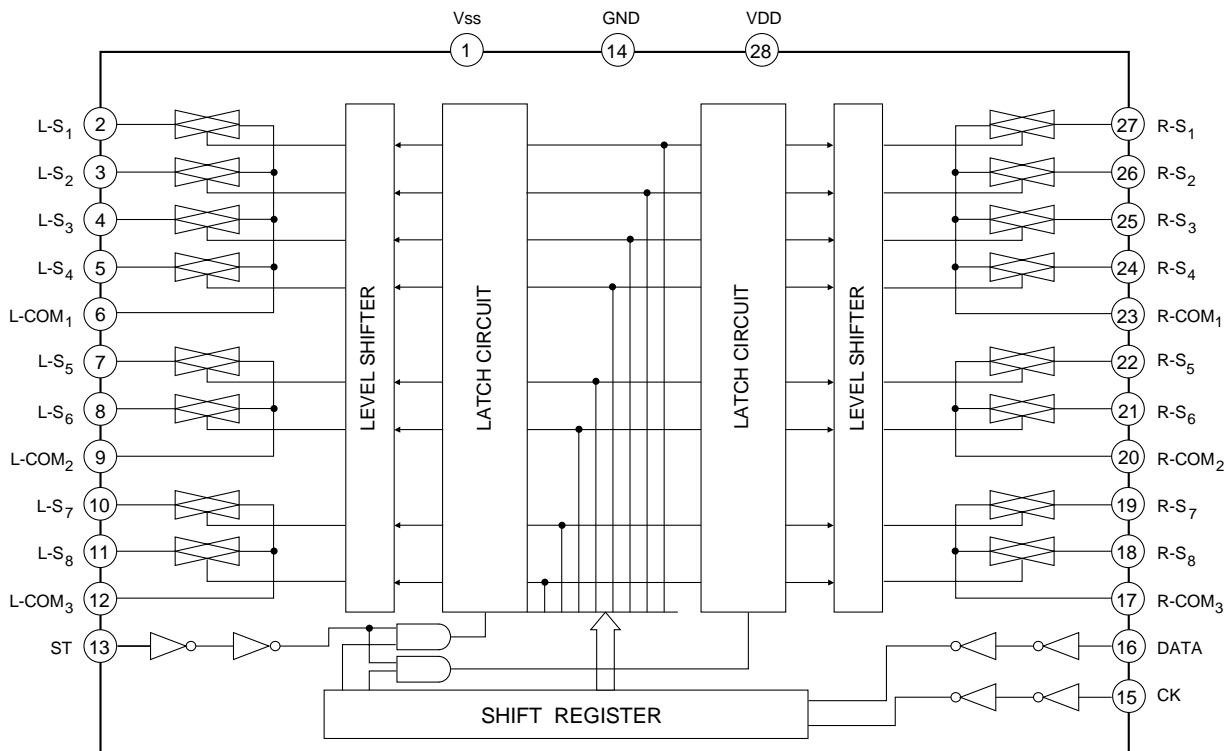 Vss GND VDD
1 14 28
L-S1 2 27 R-S1
L-S2 3 26 R-S2
L-S3 4 25 R-S3
L-S4 5 24 R-S4
L-COM1 6 23 R-COM1
L-S5 7 22 R-S5
L-S6 8 21 R-S6
L-COM2 9 20 R-COM2
L-S7 10 19 R-S7
L-S8 11 18 R-S8
L-COM3 12 17 R-COM3
ST 13 16 DATA
15 CK
LEVEL SHIFTER
LATCH CIRCUIT
LATCH CIRCUIT
LEVEL SHIFTER
SHIFT REGISTER